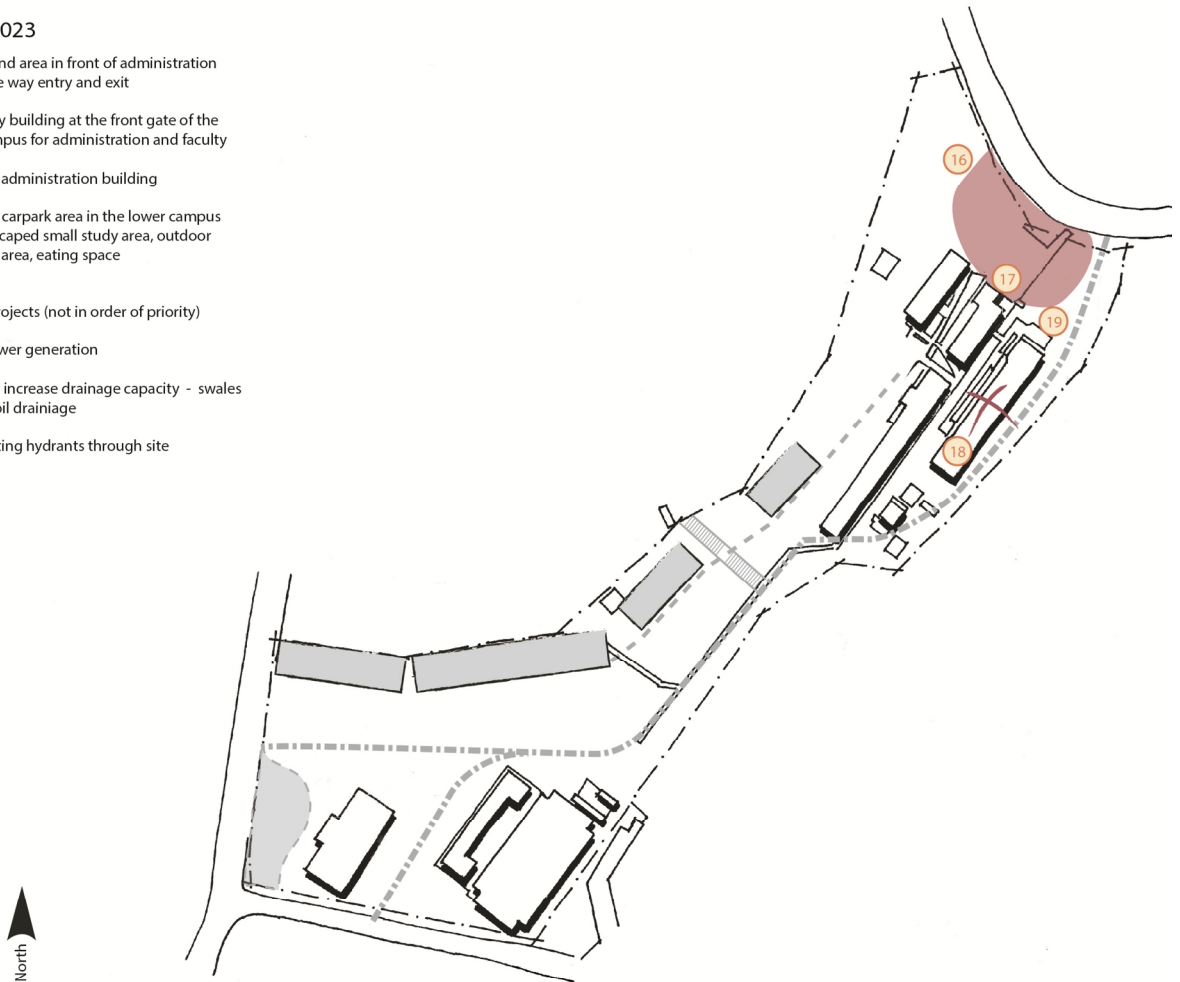 023
nd area in front of administration
e way entry and exit
y building at the front gate of the
mpus for administration and faculty
administration building
carpark area in the lower campus
caped small study area, outdoor
area, eating space
ojects (not in order of priority)
wer generation
increase drainage capacity - swales
oil drainiage
ting hydrants through site
16
17
19
18
North